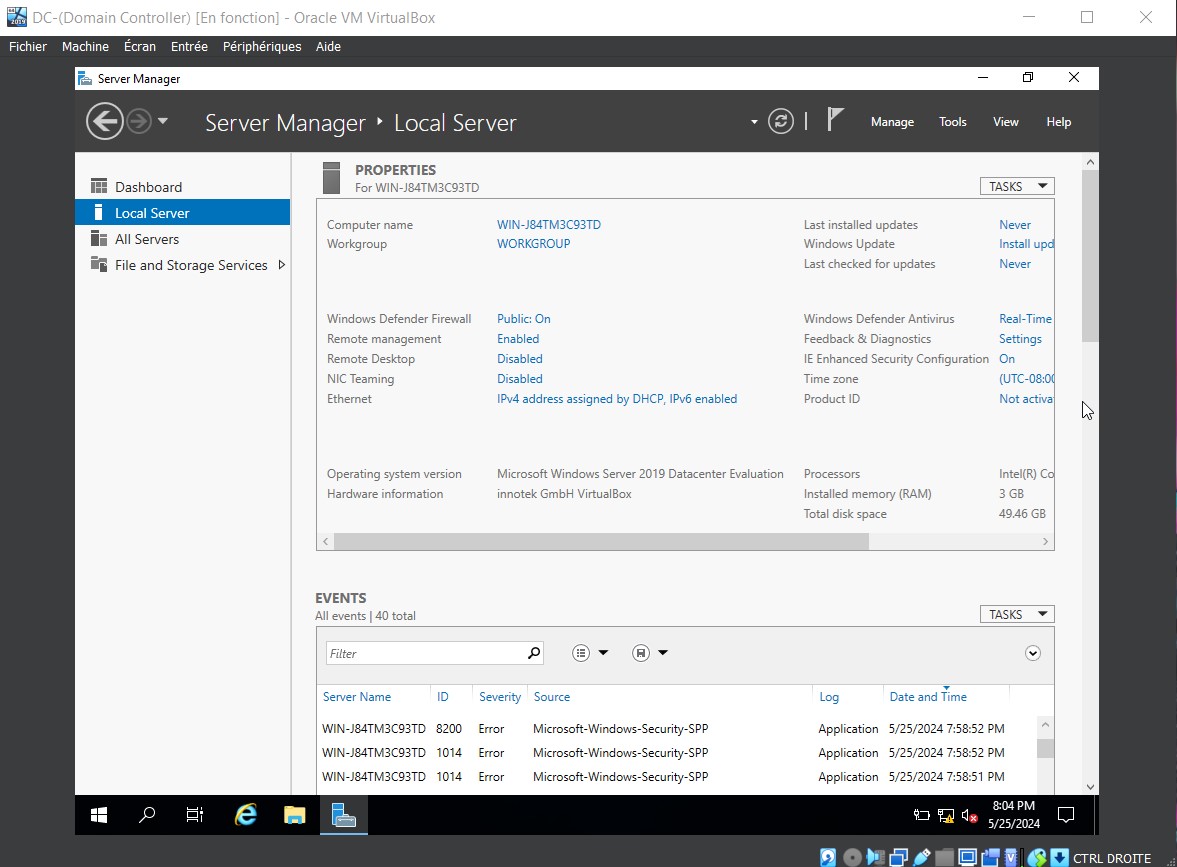 DC-(Domain Controller) [En fonction] - Oracle VM VirtualBox
Fichier Machine Écran Entrée Périphériques Aide
Server Manager
Server Manager Local Server
Manage Tools View Help
Dashboard
Local Server
All Servers
File and Storage Services
PROPERTIES
For WIN-J84TM3C93TD
TASKS
Computer name WIN-J84TM3C93TD Last installed updates Never
Workgroup WORKGROUP Windows Update Install upd
Last checked for updates Never
Windows Defender Firewall Public: On Windows Defender Antivirus Real-Time
Remote management Enabled Feedback & Diagnostics Settings
Remote Desktop Disabled IE Enhanced Security Configuration On
NIC Teaming Disabled Time zone (UTC-08:00
Ethernet IPv4 address assigned by DHCP, IPv6 enabled Product ID Not activa
Operating system version Microsoft Windows Server 2019 Datacenter Evaluation Processors Intel(R) Co
Hardware information innotek GmbH VirtualBox Installed memory (RAM) 3 GB
Total disk space 49.46 GB
EVENTS
All events | 40 total
TASKS
Filter
Server Name ID Severity Source Log Date and Time
WIN-J84TM3C93TD 8200 Error Microsoft-Windows-Security-SPP Application 5/25/2024 7:58:52 PM
WIN-J84TM3C93TD 1014 Error Microsoft-Windows-Security-SPP Application 5/25/2024 7:58:52 PM
WIN-J84TM3C93TD 1014 Error Microsoft-Windows-Security-SPP Application 5/25/2024 7:58:51 PM
8:04 PM
5/25/2024
CTRL DROITE